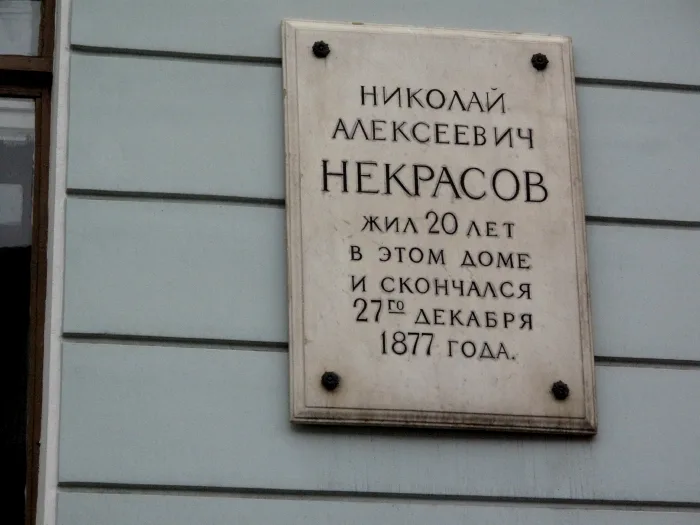 НИКОЛАЙ
АЛЕКСЕЕВИЧ
НЕКРАСОВ
ЖИЛ 20 ЛЕТ
В ЭТОМ ДОМЕ
И СКОНЧАЛСЯ
27го ДЕКАБРЯ
1877 ГОДА.